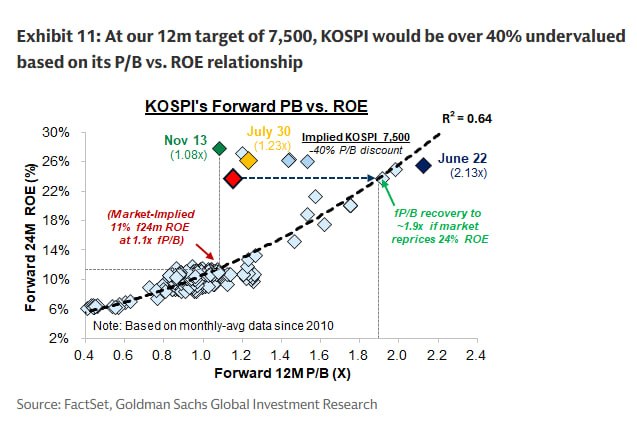 Exhibit 11: At our 12m target of 7,500, KOSPI would be over 40% undervalued
based on its P/B vs. ROE relationship
KOSPI's Forward PB vs. ROE
R² = 0.64
Forward 24M ROE (%)
30%
26%
22%
18%
14%
10%
6%
2%
Nov 13
(1.08x)
July 30
(1.23x)
Implied KOSPI 7,500
-40% P/B discount
June 22
(2.13x)
(Market-Implied
11% f24m ROE
at 1.1x fP/B)
fP/B recovery to
~1.9x if market
reprices 24% ROE
Note: Based on monthly-avg data since 2010
0.4 0.6 0.8 1.0 1.2 1.4 1.6 1.8 2.0 2.2 2.4
Forward 12M P/B (X)
Source: FactSet, Goldman Sachs Global Investment Research